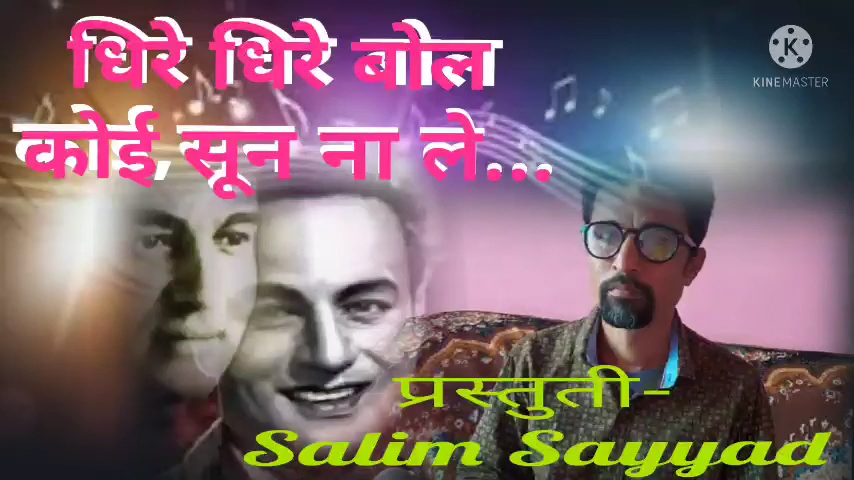 धिरे धिरे बोल
कोई,सून ना ले...
KINEMASTER
प्रस्तुती-
Salim Sayyad